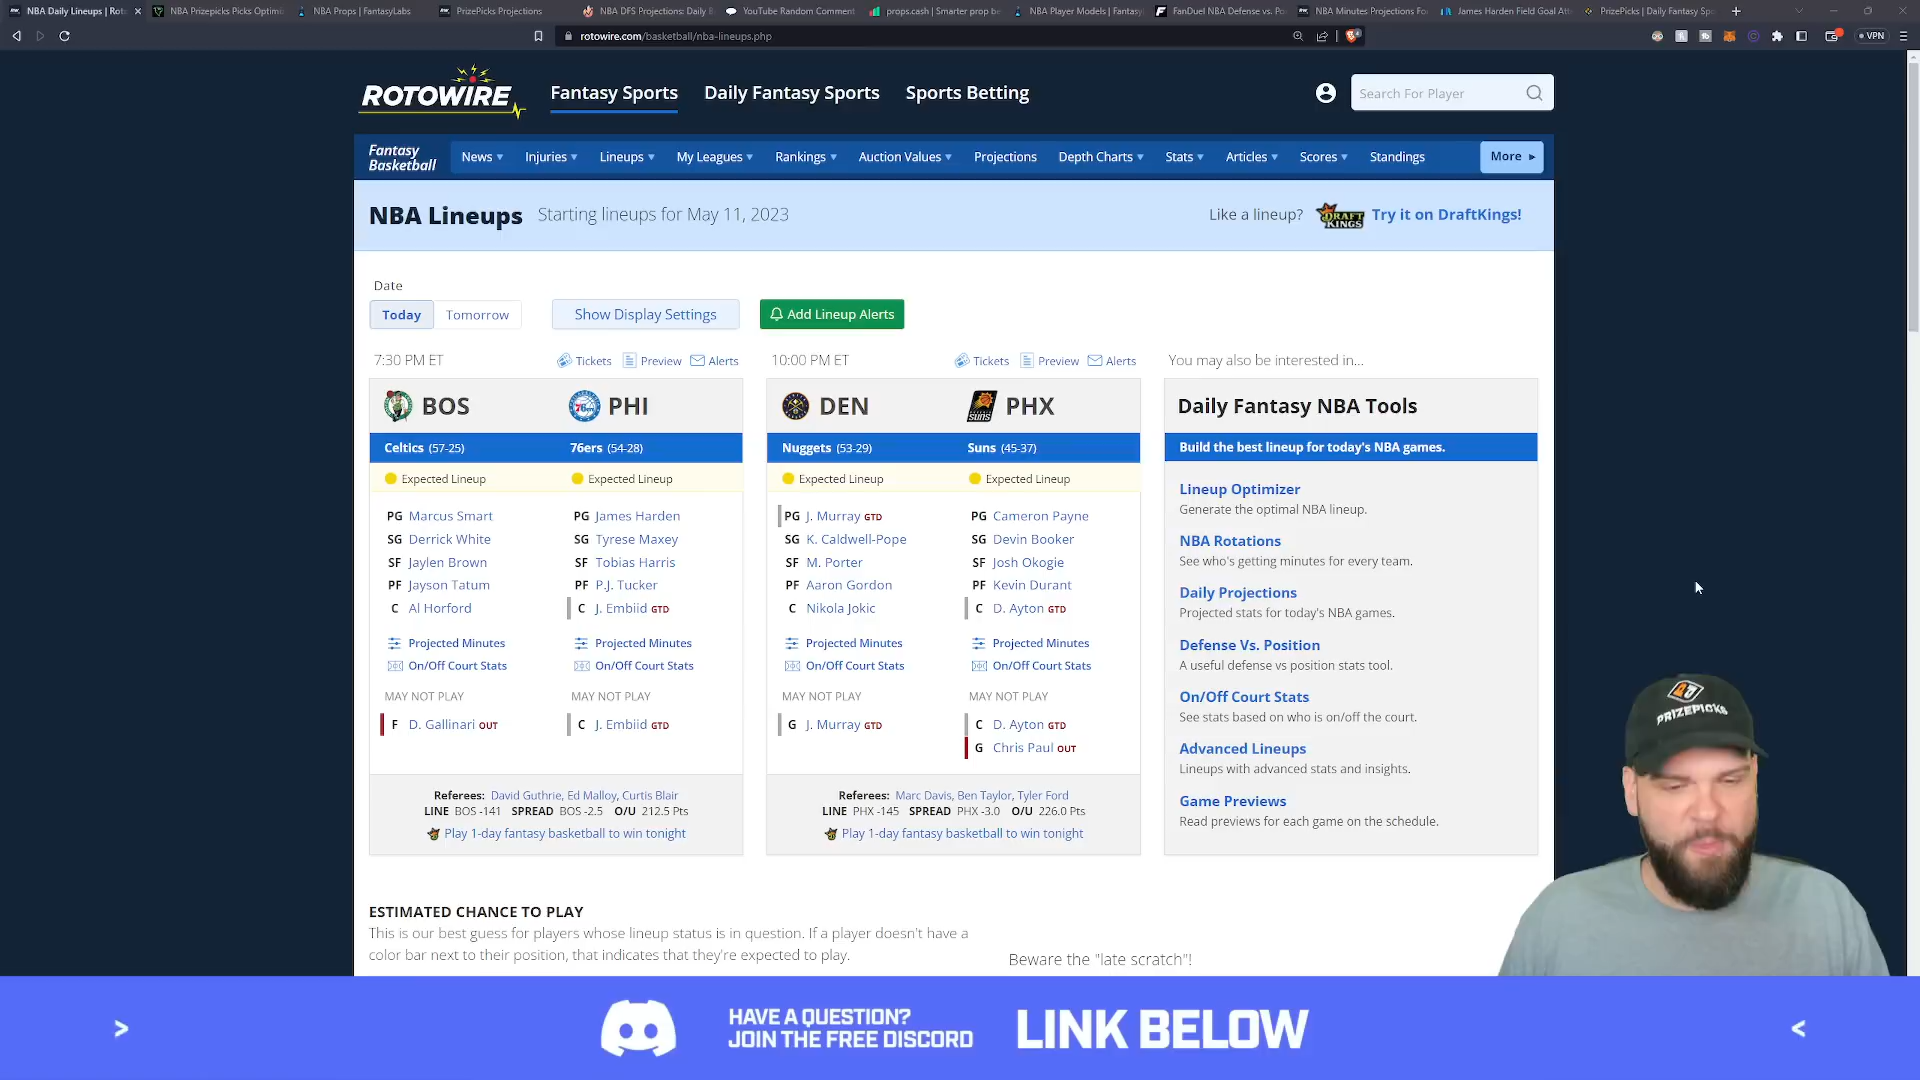 NBA Daily Lineups | Rot
NBA Prizepicks Picks Optimi
NBA Props | FantasyLabs
PrizePicks Projections
NBA DFS Projections: Daily
YouTube Random Comment
props.cash | Smarter prop be
NBA Player Models | Fantasy
FanDuel NBA Defense vs. Po
NBA Minutes Projections Fo
James Harden Field Goal Att
PrizePicks | Daily Fantasy Spo
rotowire.com/basketball/nba-lineups.php
VPN
ROTOWIRE
Fantasy Sports
Daily Fantasy Sports
Sports Betting
Search For Player
Fantasy
Basketball
News
Injuries
Lineups
My Leagues
Rankings
Auction Values
Projections
Depth Charts
Stats
Articles
Scores
Standings
More
NBA Lineups
Starting lineups for May 11, 2023
Like a lineup?
DRAFT
KINGS
Try it on DraftKings!
Date
Today
Tomorrow
Show Display Settings
Add Lineup Alerts
7:30 PM ET
Tickets
Preview
Alerts
BOS
PHI
Celtics (57-25)
76ers (54-28)
Expected Lineup
Expected Lineup
PG Marcus Smart
SG Derrick White
SF Jaylen Brown
PF Jayson Tatum
C Al Horford
Projected Minutes
On/Off Court Stats
MAY NOT PLAY
F D. Gallinari OUT
PG James Harden
SG Tyrese Maxey
SF Tobias Harris
PF P.J. Tucker
C J. Embiid GTD
Projected Minutes
On/Off Court Stats
MAY NOT PLAY
C J. Embiid GTD
Referees: David Guthrie, Ed Malloy, Curtis Blair
LINE BOS -141 SPREAD BOS -2.5 O/U 212.5 Pts
Play 1-day fantasy basketball to win tonight
10:00 PM ET
Tickets
Preview
Alerts
DEN
PHX
SUNS
Nuggets (53-29)
Suns (45-37)
Expected Lineup
Expected Lineup
PG J. Murray GTD
SG K. Caldwell-Pope
SF M. Porter
PF Aaron Gordon
C Nikola Jokic
Projected Minutes
On/Off Court Stats
MAY NOT PLAY
G J. Murray GTD
PG Cameron Payne
SG Devin Booker
SF Josh Okogie
PF Kevin Durant
C D. Ayton GTD
Projected Minutes
On/Off Court Stats
MAY NOT PLAY
C D. Ayton GTD
G Chris Paul OUT
Referees: Marc Davis, Ben Taylor, Tyler Ford
LINE PHX -145 SPREAD PHX -3.0 O/U 226.0 Pts
Play 1-day fantasy basketball to win tonight
You may also be interested in...
Daily Fantasy NBA Tools
Build the best lineup for today's NBA games.
Lineup Optimizer
Generate the optimal NBA lineup.
NBA Rotations
See who's getting minutes for every team.
Daily Projections
Projected stats for today's NBA games.
Defense Vs. Position
A useful defense vs position stats tool.
On/Off Court Stats
See stats based on who is on/off the court.
Advanced Lineups
Lineups with advanced stats and insights.
Game Previews
Read previews for each game on the schedule.
PRIZEPICKS
ESTIMATED CHANCE TO PLAY
This is our best guess for players whose lineup status is in question. If a player doesn't have a
color bar next to their position, that indicates that they're expected to play.
Beware the "late scratch"!
HAVE A QUESTION?
JOIN THE FREE DISCORD
LINK BELOW